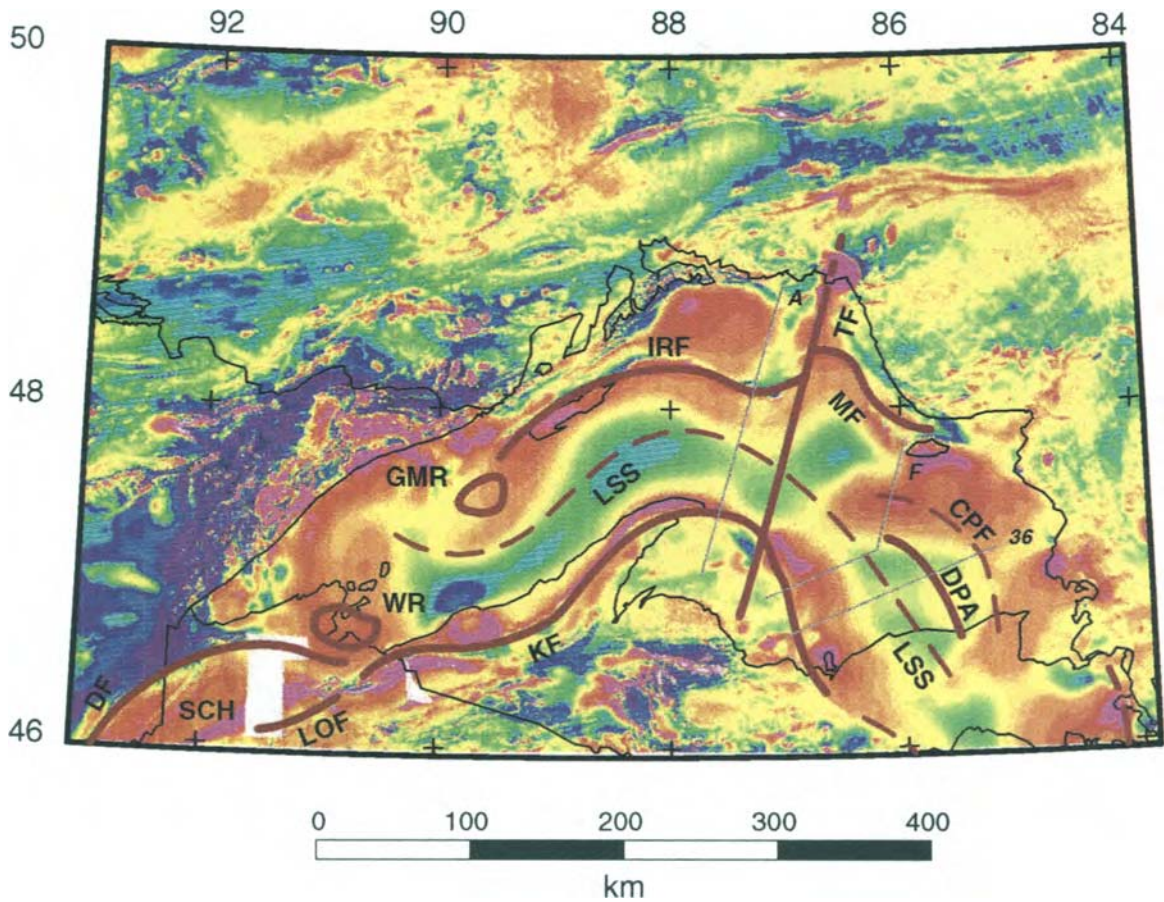 92 90 88 86 84
50
A
TF
IRF
48
MF
GMR
LSS
F
CPF
36
D
DPA
WR
KF
LSS
DF
SCH
LOF
46
0 100 200 300 400
km